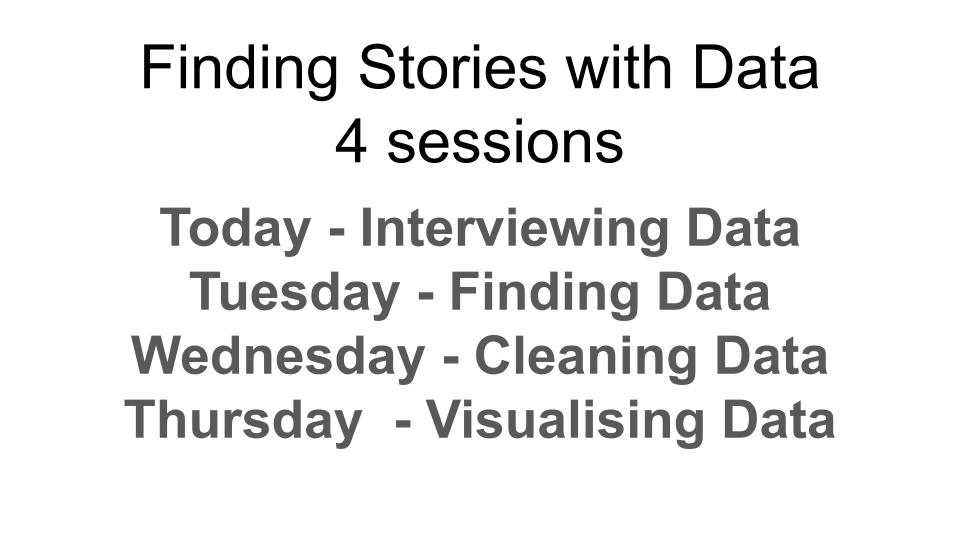 Finding Stories with Data
4 sessions
Today - Interviewing Data
Tuesday - Finding Data
Wednesday - Cleaning Data
Thursday  - Visualising Data